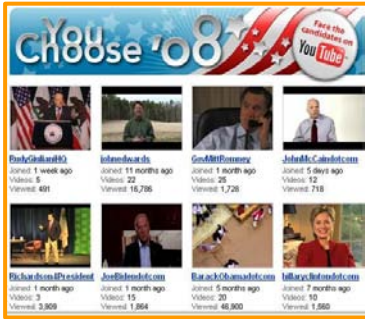 You
Choose '08
Face the
candidates on
YouTube
RudyGiulianiHQ
Joined: 1 week ago
Videos: 5
Viewed: 491
johnedwards
Joined: 11 months ago
Videos: 22
Viewed: 16,786
GovMittRomney
Joined: 1 month ago
Videos: 25
Viewed: 1,726
JohnMcCaindotcom
Joined: 5 days ago
Videos: 12
Viewed: 718
Richardson4President
Joined: 1 month ago
Videos: 3
Viewed: 3,909
JoeBidendotcom
Joined: 1 month ago
Videos: 15
Viewed: 1,864
BarackObamadotcom
Joined: 5 months ago
Videos: 20
Viewed: 46,900
hillaryclintondotcom
Joined: 7 months ago
Videos: 10
Viewed: 1,560